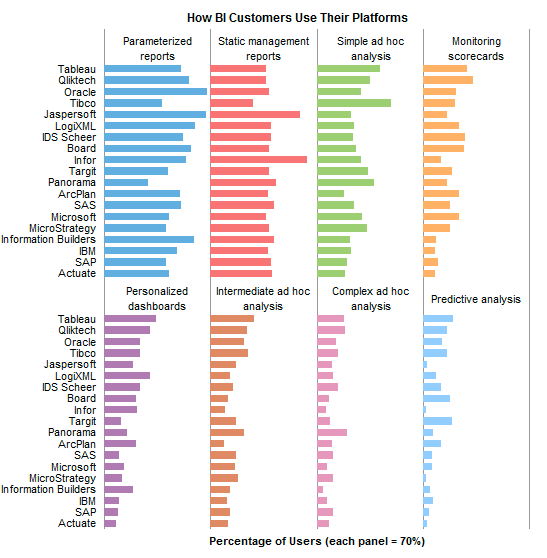 How BI Customers Use Their Platforms
Parameterized Static management Simple ad hoc Monitoring
reports reports analysis scorecards
Tableau
Qliktech
Oracle
Tibco
Jaspersoft
LogiXML
IDS Scheer
Board
Infor
Targit
Panorama
ArcPlan
SAS
Microsoft
MicroStrategy
Information Builders
IBM
SAP
Actuate
Personalized Intermediate ad hoc Complex ad hoc Predictive analysis
dashboards analysis analysis
Tableau
Qliktech
Oracle
Tibco
Jaspersoft
LogiXML
IDS Scheer
Board
Infor
Targit
Panorama
ArcPlan
SAS
Microsoft
MicroStrategy
Information Builders
IBM
SAP
Actuate
Percentage of Users (each panel = 70%)